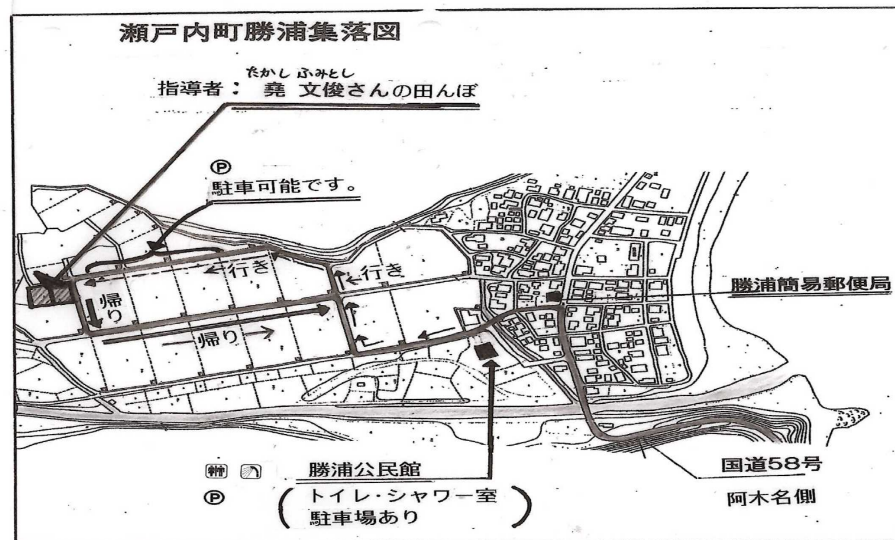 瀬戸内町勝浦集落図
たかし ふみとし
指導者: 堯 文俊さんの田んぼ
Ⓟ
駐車可能です。
←行き
←行き
帰り
帰り
勝浦簡易郵便局
国道58号
阿木名側
勝浦公民館
Ⓟ
(トイレ・シャワー室
駐車場あり)